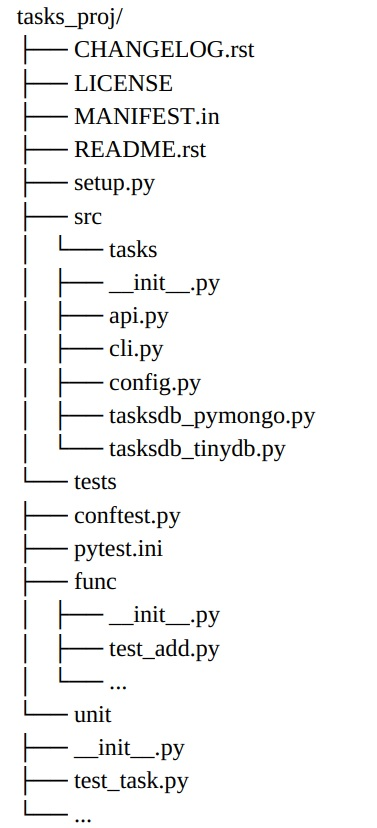 tasks_proj/
├── CHANGELOG.rst
├── LICENSE
├── MANIFEST.in
├── README.rst
├── setup.py
├── src
│   └── tasks
│   ├── __init__.py
│   ├── api.py
│   ├── cli.py
│   ├── config.py
│   ├── tasksdb_pymongo.py
│   └── tasksdb_tinydb.py
└── tests
├── conftest.py
├── pytest.ini
├── func
│   ├── __init__.py
│   ├── test_add.py
│   └── ...
└── unit
├── __init__.py
├── test_task.py
└── ...